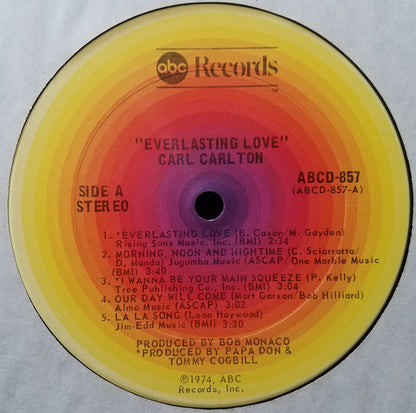 abc Records
TM
"EVERLASTING LOVE"
CARL CARLTON
SIDE A
STEREO
ABCD-857
(ABCD-857-A)
1. *EVERLASTING LOVE (B. Cason/M. Gayden)
Rising Sons Music, Inc. (BMI) 2:34
2. MORNING, NOON AND NIGHTIME (C. Sciarrotta/
D. Monda) Jugumba Music (ASCAP/One Marble Music
(BMI) 3:40
3. *I WANNA BE YOUR MAIN SQUEEZE (P. Kelly)
Tree Publishing Co., Inc. (BMI) 3:04
4. OUR DAY WILL COME (Mort Garson/Bob Hilliard)
Almo Music (ASCAP) 3:02
5. LA LA SONG (Leon Haywood)
Jim-Edd Music (BMI) 3:30
PRODUCED BY BOB MONACO
*PRODUCED BY PAPA DON &
TOMMY COGBILL
℗1974, ABC
Records, Inc.